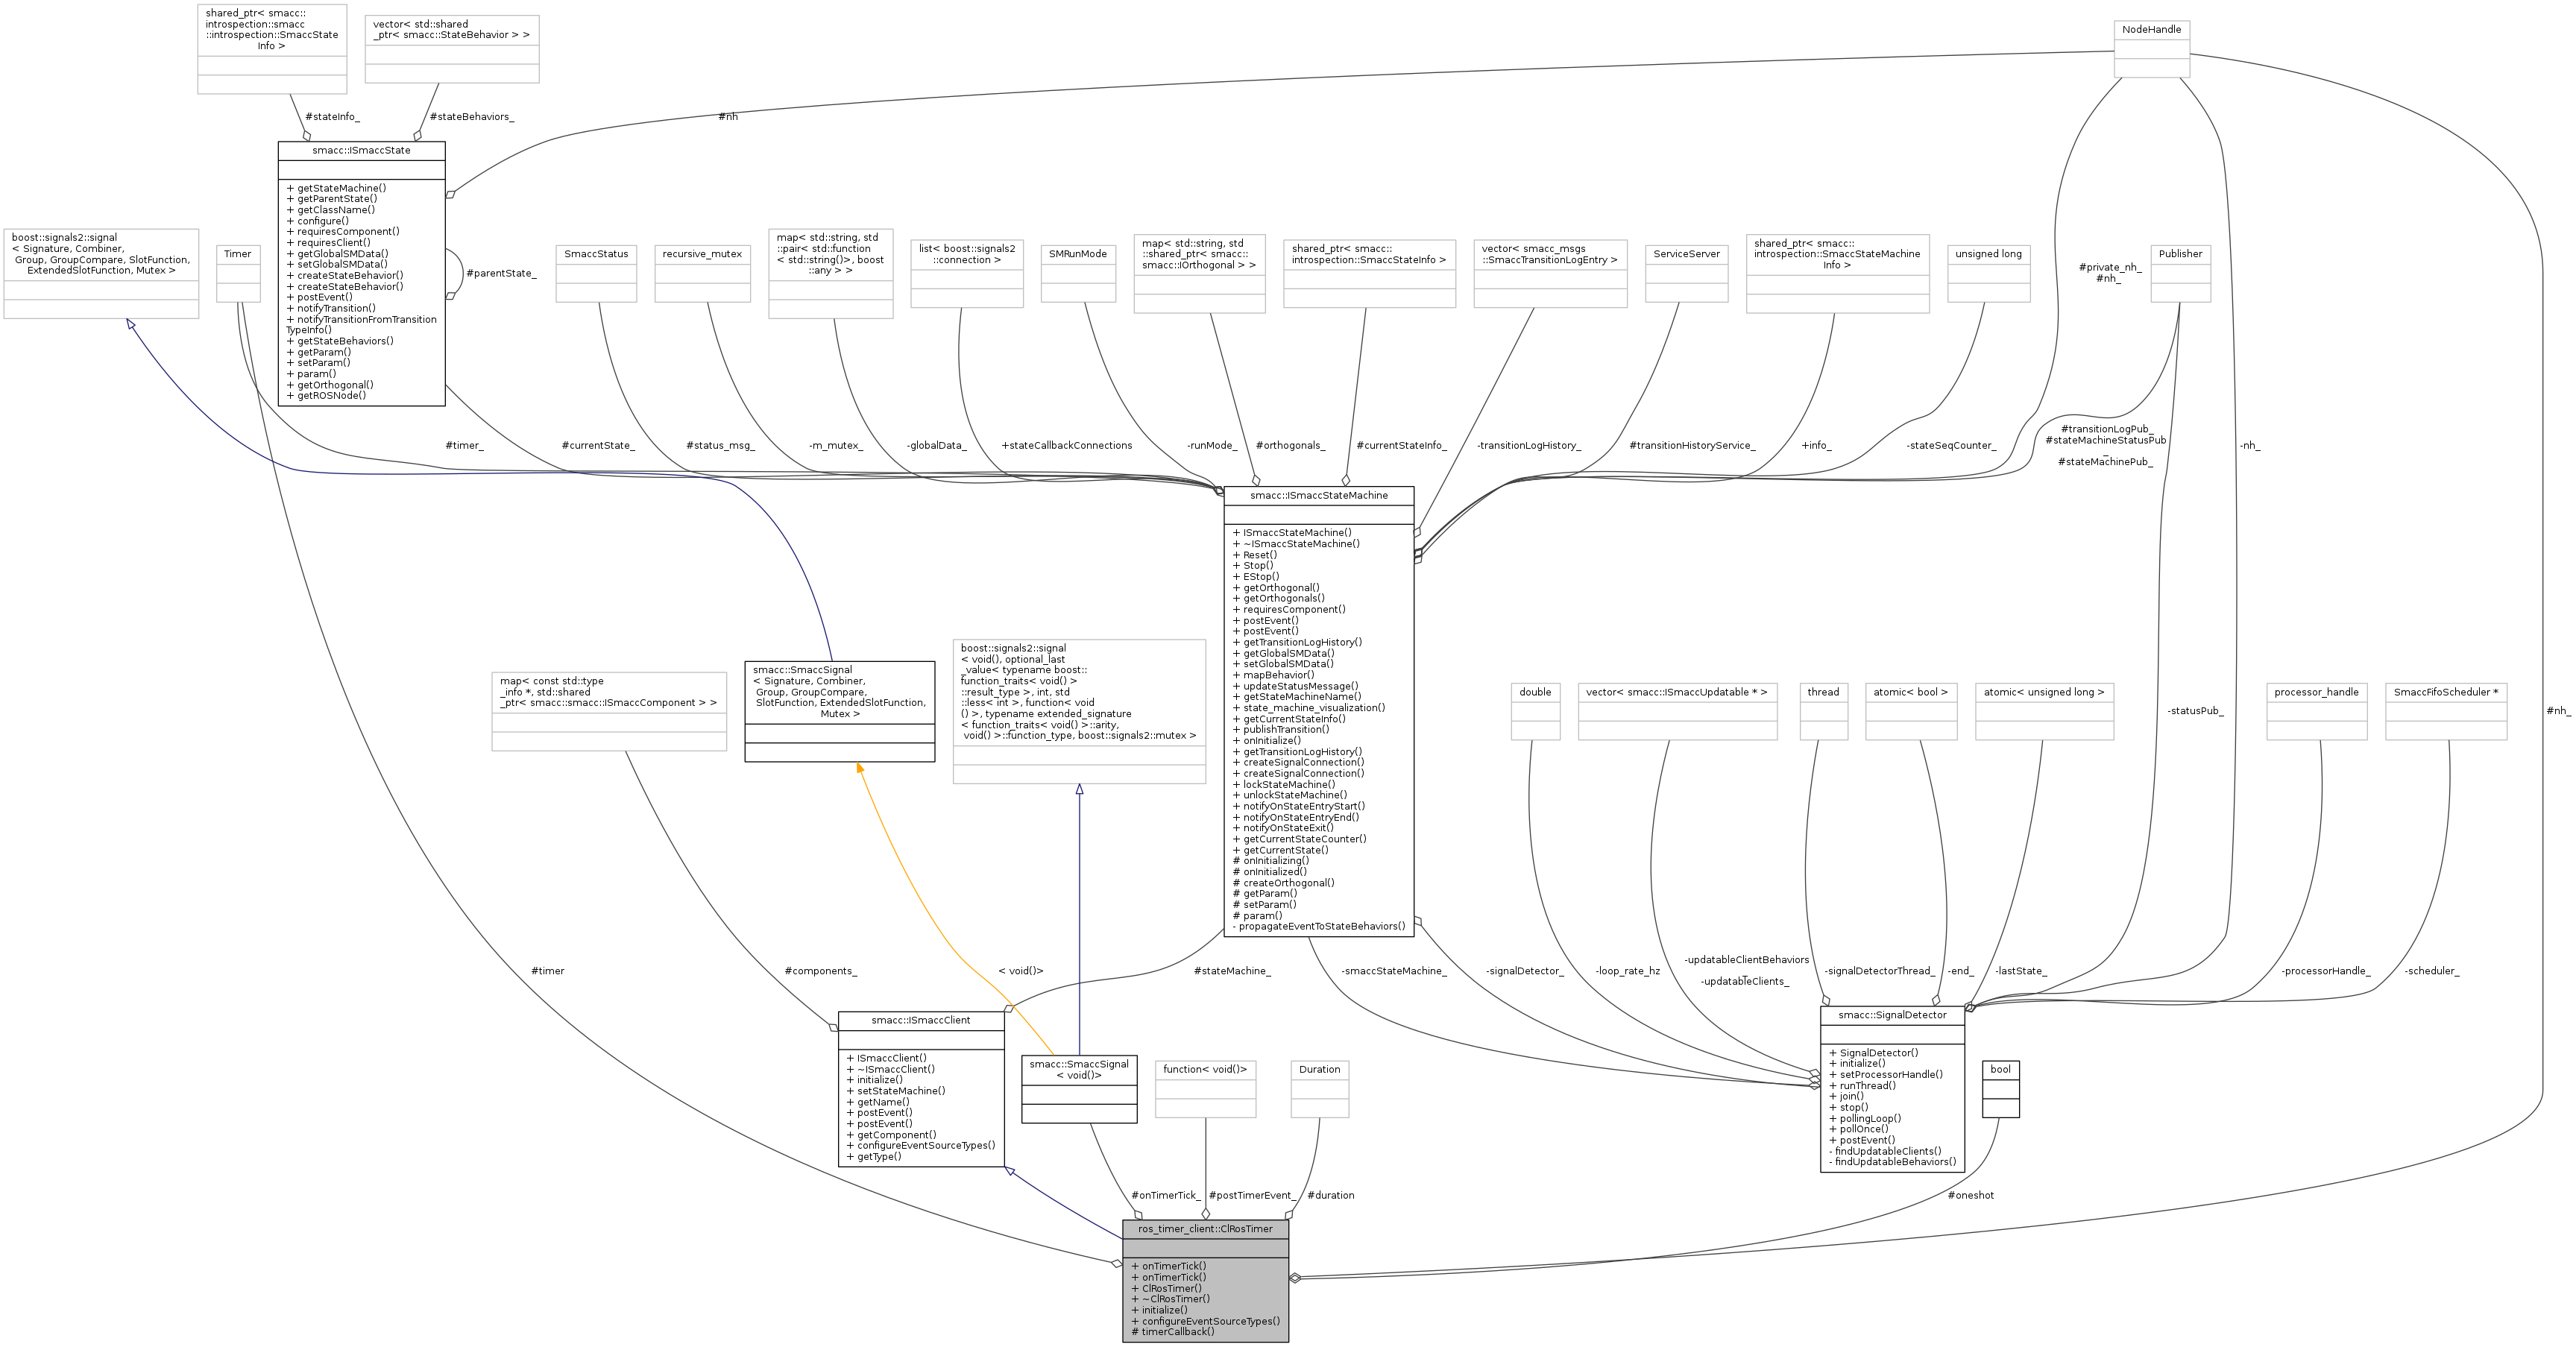 shared_ptr< smacc::
introspection::smacc
::introspection::SmaccState
Info >
vector< std::shared
_ptr< smacc::StateBehavior > >
NodeHandle
#stateInfo_
#stateBehaviors_
#nh
smacc::ISmaccState
+ getStateMachine()
+ getParentState()
+ getClassName()
+ configure()
+ requiresComponent()
+ requiresClient()
+ getGlobalSMData()
+ setGlobalSMData()
+ createStateBehavior()
+ createStateBehavior()
+ postEvent()
+ notifyTransition()
+ notifyTransitionFromTransition
TypeInfo()
+ getStateBehaviors()
+ getParam()
+ setParam()
+ param()
+ getOrthogonal()
+ getROSNode()
#parentState_
boost::signals2::signal
< Signature, Combiner,
Group, GroupCompare, SlotFunction,
ExtendedSlotFunction, Mutex >
Timer
SmaccStatus
recursive_mutex
map< std::string, std
::pair< std::function
< std::string()>, boost
::any > >
list< boost::signals2
::connection >
SMRunMode
map< std::string, std
::shared_ptr< smacc::
smacc::IOrthogonal > >
shared_ptr< smacc::
introspection::SmaccStateInfo >
vector< smacc_msgs
::SmaccTransitionLogEntry >
ServiceServer
shared_ptr< smacc::
introspection::SmaccStateMachine
Info >
unsigned long
#private_nh_
#nh_
Publisher
#timer_
#currentState_
#status_msg_
-m_mutex_
-globalData_
+stateCallbackConnections
-runMode_
#orthogonals_
#currentStateInfo_
-transitionLogHistory_
#transitionHistoryService_
+info_
-stateSeqCounter_
#transitionLogPub_
#stateMachineStatusPub
_
#stateMachinePub_
-nh_
smacc::ISmaccStateMachine
+ ISmaccStateMachine()
+ ~ISmaccStateMachine()
+ Reset()
+ Stop()
+ EStop()
+ getOrthogonal()
+ getOrthogonals()
+ requiresComponent()
+ postEvent()
+ postEvent()
+ getTransitionLogHistory()
+ getGlobalSMData()
+ setGlobalSMData()
+ mapBehavior()
+ updateStatusMessage()
+ getStateMachineName()
+ state_machine_visualization()
+ getCurrentStateInfo()
+ publishTransition()
+ onInitialize()
+ getTransitionLogHistory()
+ createSignalConnection()
+ createSignalConnection()
+ lockStateMachine()
+ unlockStateMachine()
+ notifyOnStateEntryStart()
+ notifyOnStateEntryEnd()
+ notifyOnStateExit()
+ getCurrentStateCounter()
+ getCurrentState()
# onInitializing()
# onInitialized()
# createOrthogonal()
# getParam()
# setParam()
# param()
- propagateEventToStateBehaviors()
map< const std::type
_info *, std::shared
_ptr< smacc::smacc::ISmaccComponent > >
smacc::SmaccSignal
< Signature, Combiner,
Group, GroupCompare,
SlotFunction, ExtendedSlotFunction,
Mutex >
boost::signals2::signal
< void(), optional_last
_value< typename boost::
function_traits< void() >
::result_type >, int, std
::less< int >, function< void
() >, typename extended_signature
< function_traits< void() >::arity,
void() >::function_type, boost::signals2::mutex >
double
vector< smacc::ISmaccUpdatable * >
thread
atomic< bool >
atomic< unsigned long >
-statusPub_
processor_handle
SmaccFifoScheduler *
#nh_
#timer
#components_
< void()>
#stateMachine_
-smaccStateMachine_
-signalDetector_
-loop_rate_hz
-updatableClientBehaviors
_
-updatableClients_
-signalDetectorThread_
-end_
-lastState_
-processorHandle_
-scheduler_
smacc::ISmaccClient
+ ISmaccClient()
+ ~ISmaccClient()
+ initialize()
+ setStateMachine()
+ getName()
+ postEvent()
+ postEvent()
+ getComponent()
+ configureEventSourceTypes()
+ getType()
smacc::SmaccSignal
< void()>
function< void()>
Duration
smacc::SignalDetector
+ SignalDetector()
+ initialize()
+ setProcessorHandle()
+ runThread()
+ join()
+ stop()
+ pollingLoop()
+ pollOnce()
+ postEvent()
- findUpdatableClients()
- findUpdatableBehaviors()
bool
#onTimerTick_
#postTimerEvent_
#duration
#oneshot
ros_timer_client::ClRosTimer
+ onTimerTick()
+ onTimerTick()
+ ClRosTimer()
+ ~ClRosTimer()
+ initialize()
+ configureEventSourceTypes()
# timerCallback()